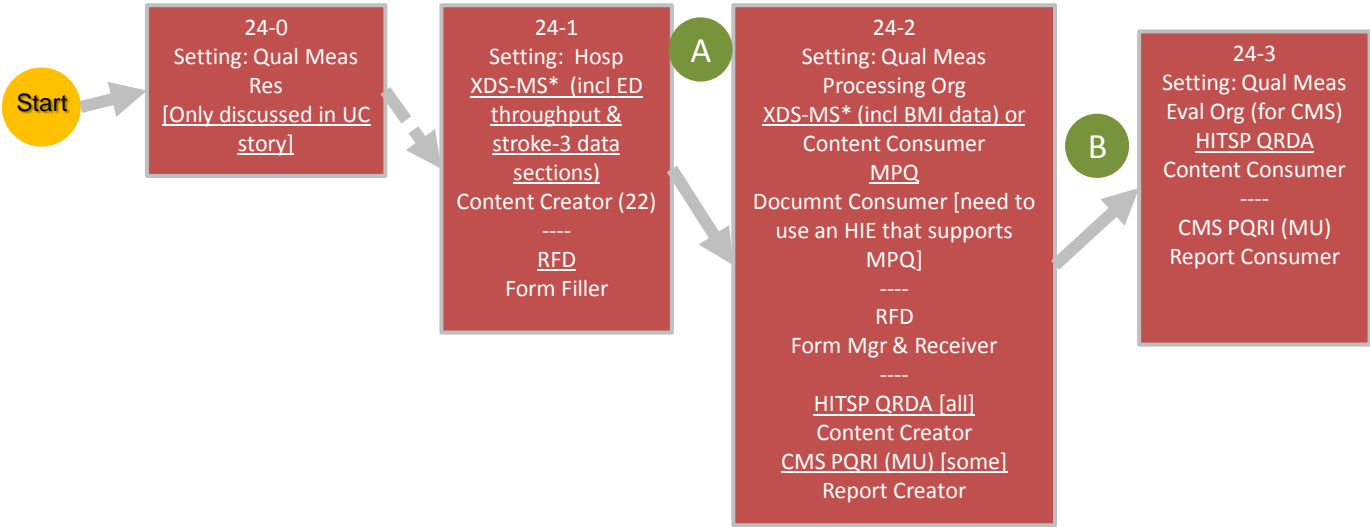 Start
24-0
Setting: Qual Meas
Res
[Only discussed in UC
story]
24-1
Setting: Hosp
XDS-MS* (incl ED
throughput &
stroke-3 data
sections)
Content Creator (22)
----
RFD
Form Filler
A
24-2
Setting: Qual Meas
Processing Org
XDS-MS* (incl BMI data) or
Content Consumer
MPQ
Documnt Consumer [need to
use an HIE that supports
MPQ]
----
RFD
Form Mgr & Receiver
----
HITSP QRDA [all]
Content Creator
CMS PQRI (MU) [some]
Report Creator
B
24-3
Setting: Qual Meas
Eval Org (for CMS)
HITSP QRDA
Content Consumer
----
CMS PQRI (MU)
Report Consumer